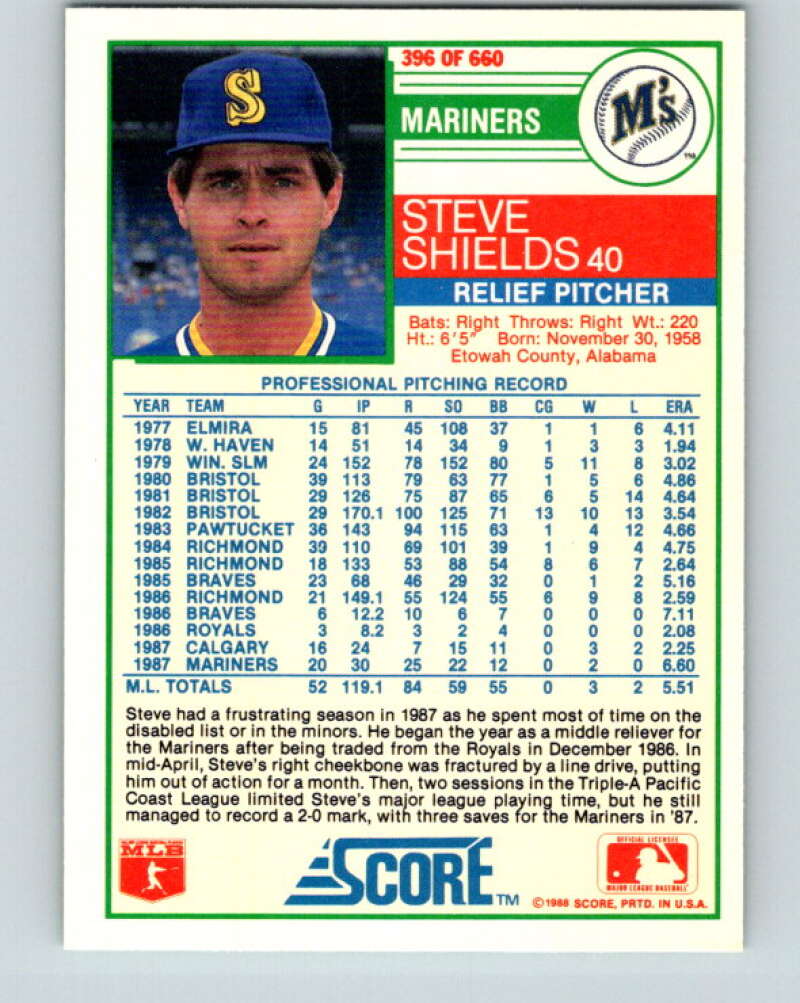 396 OF 660
S
MARINERS
M's
TM
STEVE
SHIELDS 40
RELIEF PITCHER
Bats: Right Throws: Right Wt.: 220
Ht.: 6'5" Born: November 30, 1958
Etowah County, Alabama
PROFESSIONAL PITCHING RECORD
YEAR TEAM G IP R SO BB CG W L ERA
1977 ELMIRA 15 81 45 108 37 1 1 6 4.11
1978 W. HAVEN 14 51 14 34 9 1 3 3 1.94
1979 WIN. SLM 24 152 78 152 80 5 11 8 3.02
1980 BRISTOL 39 113 79 63 77 1 5 6 4.86
1981 BRISTOL 29 126 75 87 65 6 5 14 4.64
1982 BRISTOL 29 170.1 100 125 71 13 10 13 3.54
1983 PAWTUCKET 36 143 94 115 63 1 4 12 4.66
1984 RICHMOND 39 110 69 101 39 1 9 4 4.75
1985 RICHMOND 18 133 53 88 54 8 6 7 2.64
1985 BRAVES 23 68 46 29 32 0 1 2 5.16
1986 RICHMOND 21 149.1 55 124 55 6 9 8 2.59
1986 BRAVES 6 12.2 10 6 7 0 0 0 7.11
1986 ROYALS 3 8.2 3 2 4 0 0 0 2.08
1987 CALGARY 16 24 7 15 11 0 3 2 2.25
1987 MARINERS 20 30 25 22 12 0 2 0 6.60
M.L. TOTALS 52 119.1 84 59 55 0 3 2 5.51
Steve had a frustrating season in 1987 as he spent most of time on the
disabled list or in the minors. He began the year as a middle reliever for
the Mariners after being traded from the Royals in December 1986. In
mid-April, Steve's right cheekbone was fractured by a line drive, putting
him out of action for a month. Then, two sessions in the Triple-A Pacific
Coast League limited Steve's major league playing time, but he still
managed to record a 2-0 mark, with three saves for the Mariners in '87.
MLB
SCORE TM
OFFICIAL LICENSEE
MAJOR LEAGUE BASEBALL
©1988 SCORE, PRTD. IN U.S.A.